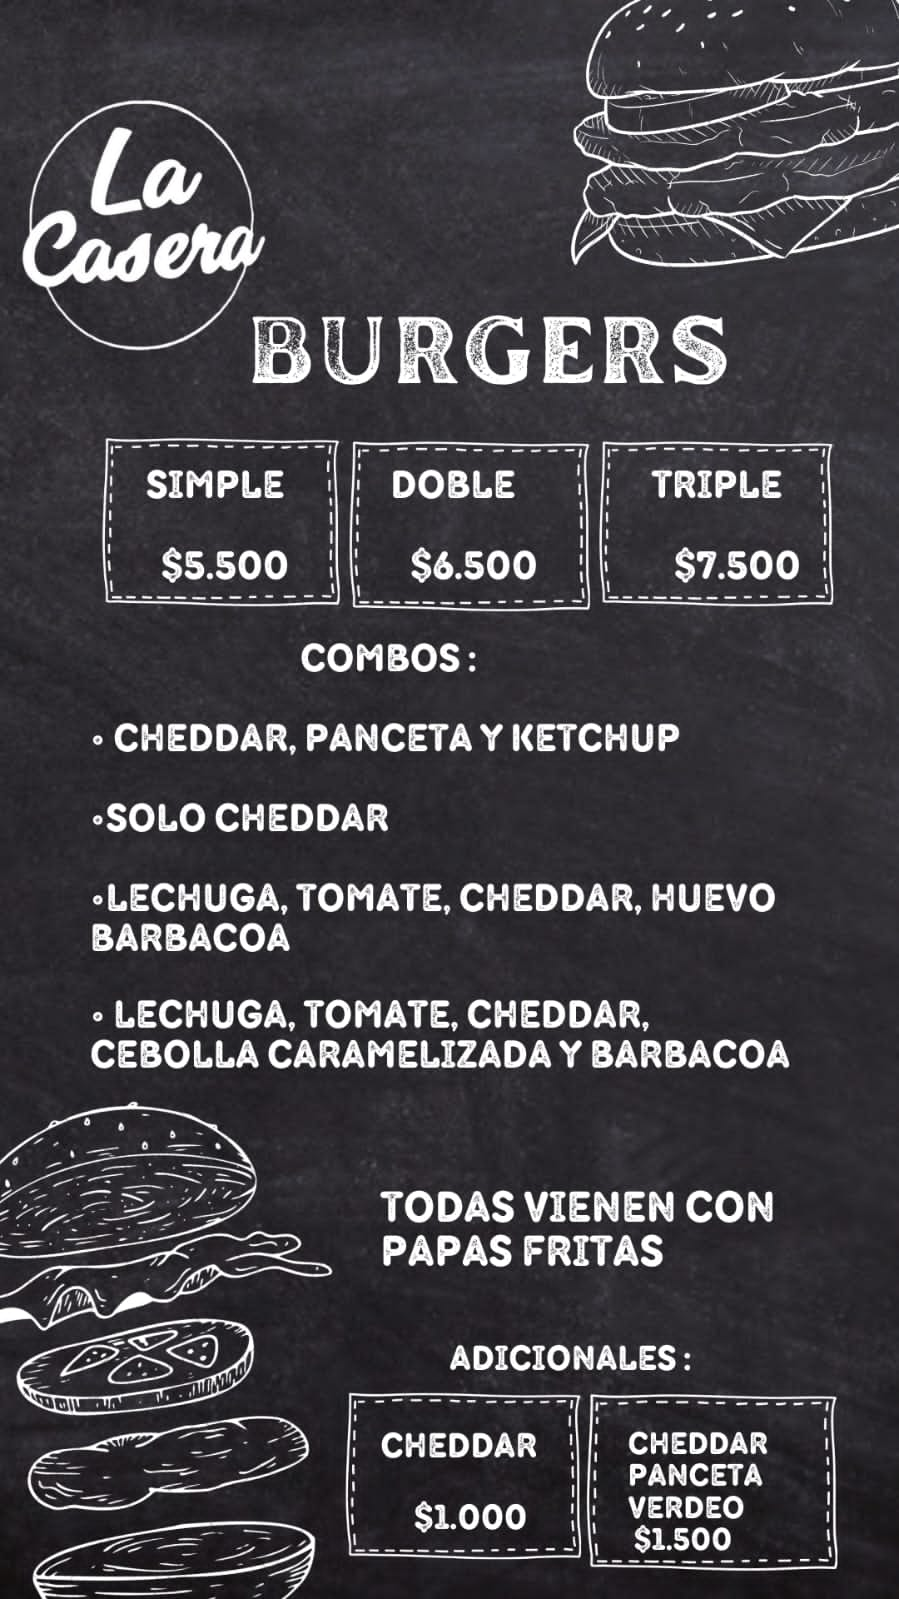 La
Casera
BURGERS
SIMPLE
$5.500
DOBLE
$6.500
TRIPLE
$7.500
COMBOS :
◦ CHEDDAR, PANCETA Y KETCHUP
◦SOLO CHEDDAR
◦LECHUGA, TOMATE, CHEDDAR, HUEVO
BARBACOA
◦ LECHUGA, TOMATE, CHEDDAR,
CEBOLLA CARAMELIZADA Y BARBACOA
TODAS VIENEN CON
PAPAS FRITAS
ADICIONALES :
CHEDDAR
$1.000
CHEDDAR
PANCETA
VERDEO
$1.500